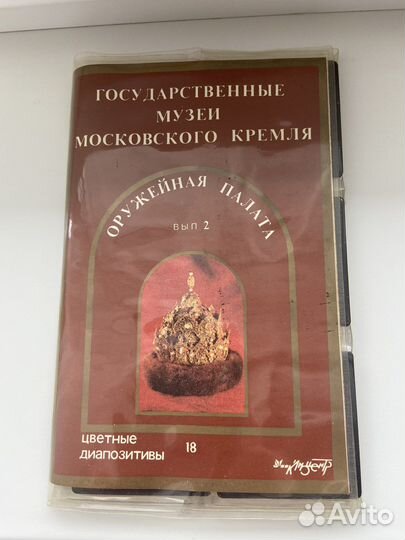 ГОСУДАРСТВЕННЫЕ
МУЗЕИ
МОСКОВСКОГО КРЕМЛЯ
ОРУЖЕЙНАЯ ПАЛАТА
вып 2
цветные
диапозитивы
18
Avito